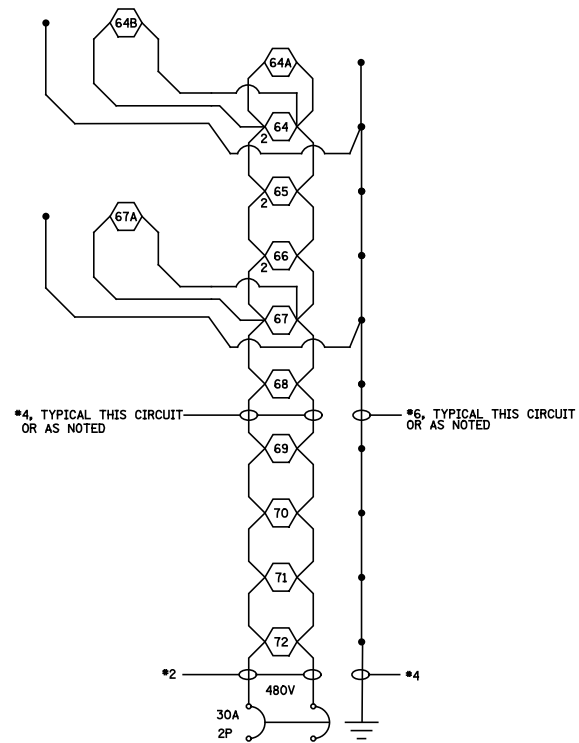 64B
64A
64
2
65
2
67A
66
2
67
68
*4, TYPICAL THIS CIRCUIT
OR AS NOTED
*6, TYPICAL THIS CIRCUIT
OR AS NOTED
69
70
71
72
*2
*4
480V
30A
2P